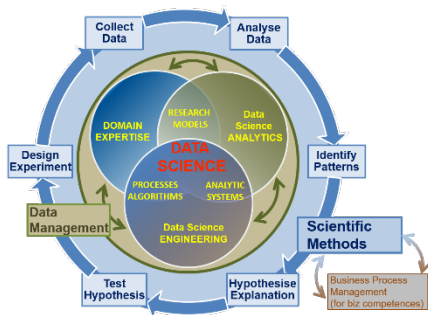 Collect
Data
Analyse
Data
DOMAIN
EXPERTISE
RESEARCH
MODELS
Data
Science
ANALYTICS
DATA
SCIENCE
Design
Experiment
Identify
Patterns
PROCESSES
ALGORITHMS
ANALYTIC
SYSTEMS
Data
Management
Data Science
ENGINEERING
Scientific
Methods
Test
Hypothesis
Hypothesise
Explanation
Business Process
Management
(for biz competences)